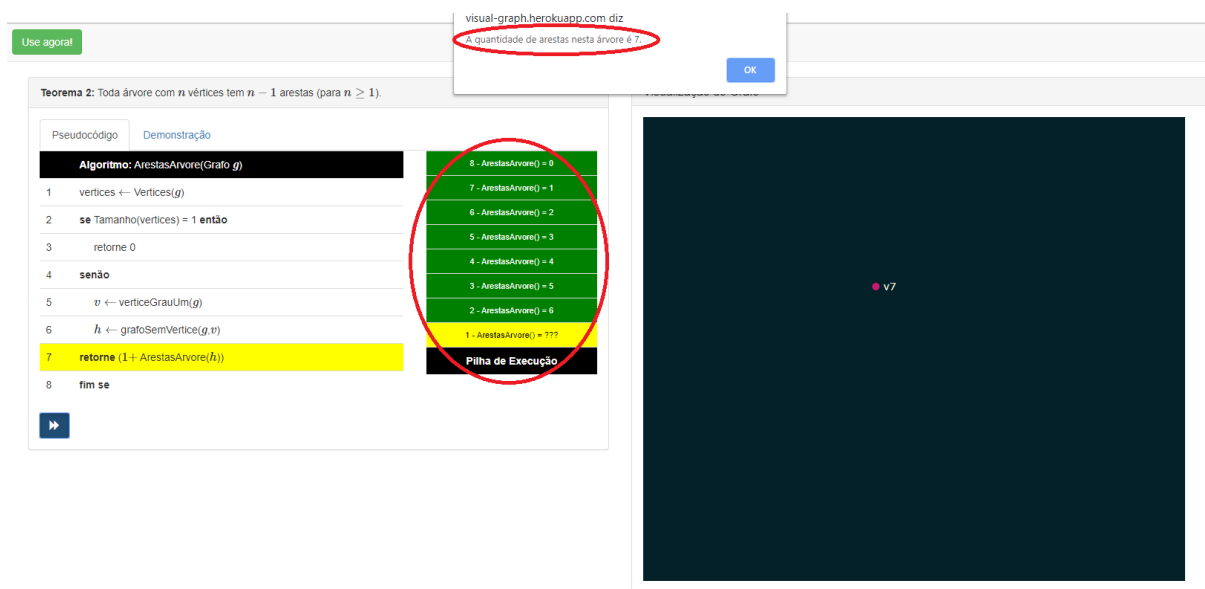 visual-graph.herokuapp.com diz
A quantidade de arestas nesta árvore é 7.
OK
Use agora!
Teorema 2: Toda árvore com n vértices tem n − 1 arestas (para n ≥ 1).
Pseudocódigo Demonstração
Algoritmo: ArestasArvore(Grafo g)
1 vertices ← Vertices(g)
2 se Tamanho(vertices) = 1 então
3 retorne 0
4 senão
5 v ← verticeGrauUm(g)
6 h ← grafoSemVertice(g,v)
7 retorne (1+ ArestasArvore(h))
8 fim se
8 - ArestasArvore() = 0
7 - ArestasArvore() = 1
6 - ArestasArvore() = 2
5 - ArestasArvore() = 3
4 - ArestasArvore() = 4
3 - ArestasArvore() = 5
2 - ArestasArvore() = 6
1 - ArestasArvore() = ???
Pilha de Execução
Visualização do Grafo
v7